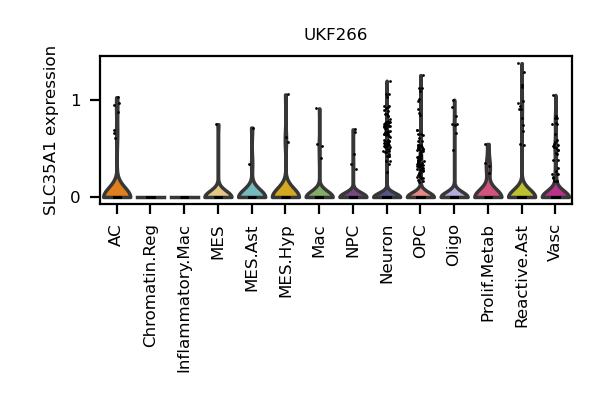 UKF266
SLC35A1 expression
1
0
AC
Chromatin.Reg
Inflammatory.Mac
MES
MES.Ast
MES.Hyp
Mac
NPC
Neuron
OPC
Oligo
Prolif.Metab
Reactive.Ast
Vasc